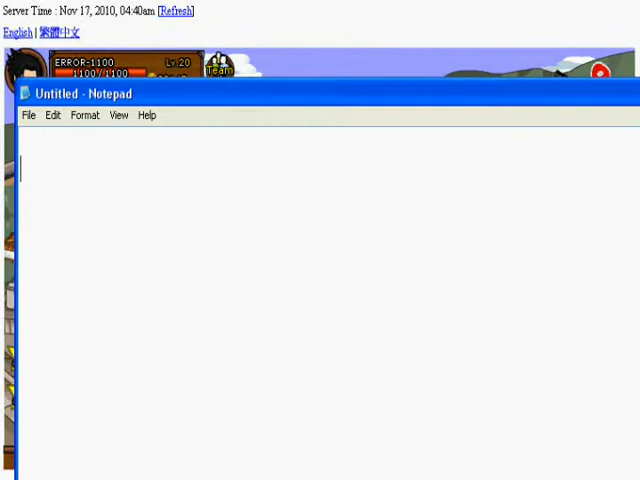 Server Time : Nov 17, 2010, 04:40am [Refresh]
English | 繁體中文
ERROR-1100 Lv.20
1100/1100
Team
Untitled - Notepad
File Edit Format View Help